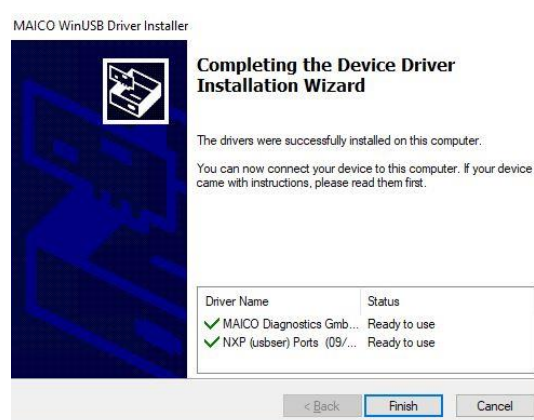 MAICO WinUSB Driver Installer
Completing the Device Driver
Installation Wizard
The drivers were successfully installed on this computer.
You can now connect your device to this computer. If your device
came with instructions, please read them first.
Driver Name Status
MAICO Diagnostics Gmb... Ready to use
NXP (usbser) Ports (09/... Ready to use
< Back Finish Cancel